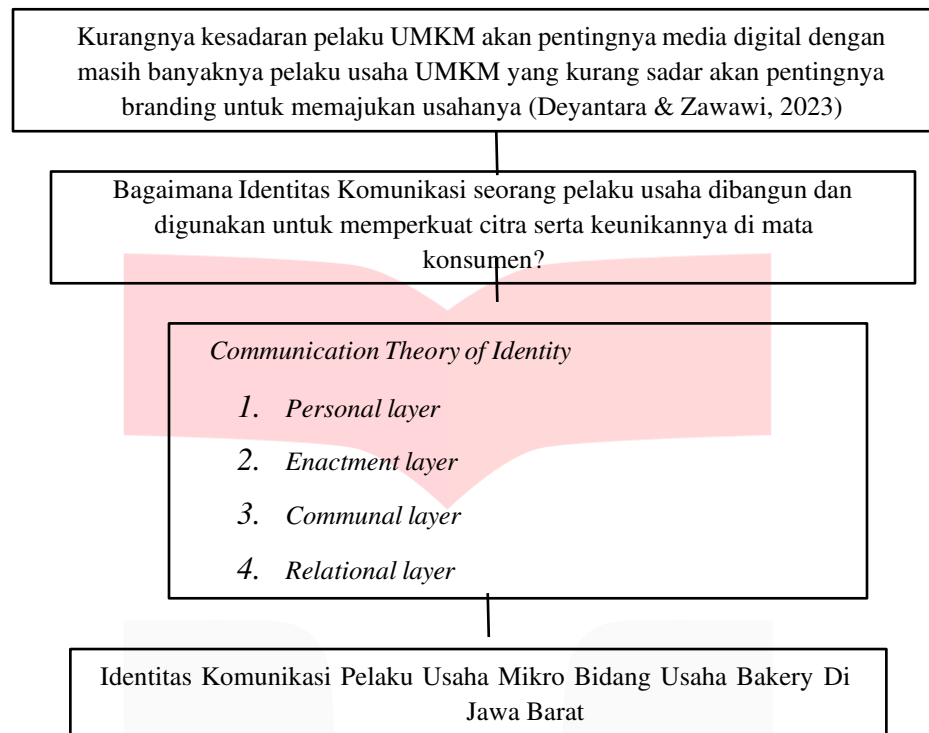 Kurangnya kesadaran pelaku UMKM akan pentingnya media digital dengan
masih banyaknya pelaku usaha UMKM yang kurang sadar akan pentingnya
branding untuk memajukan usahanya (Deyantara & Zawawi, 2023)
Bagaimana Identitas Komunikasi seorang pelaku usaha dibangun dan
digunakan untuk memperkuat citra serta keunikannya di mata
konsumen?
Communication Theory of Identity
1. Personal layer
2. Enactment layer
3. Communal layer
4. Relational layer
Identitas Komunikasi Pelaku Usaha Mikro Bidang Usaha Bakery Di
Jawa Barat